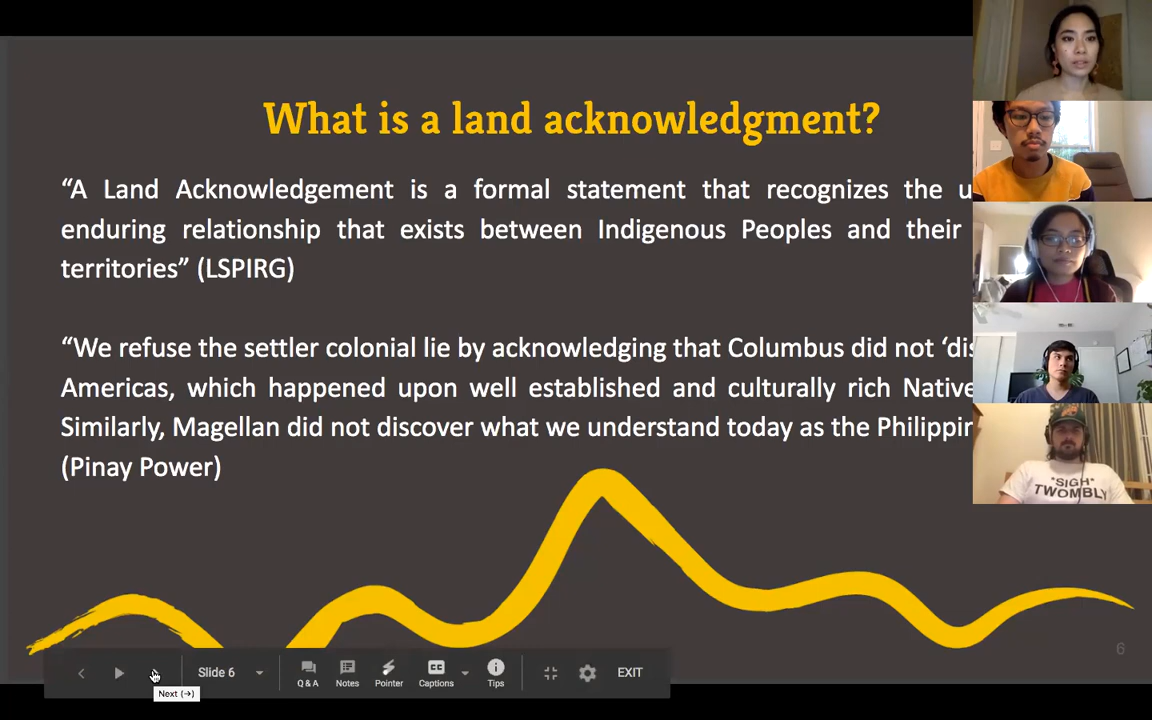 What is a land acknowledgment?
“A Land Acknowledgement is a formal statement that recognizes the
enduring relationship that exists between Indigenous Peoples and their
territories” (LSPIRG)
“We refuse the settler colonial lie by acknowledging that Columbus did not
Americas, which happened upon well established and culturally rich Native
Similarly, Magellan did not discover what we understand today as the
(Pinay Power)
*SIGH*
TWOMBLY
6
Slide 6
Q & A
Notes
Pointer
CC
Captions
Tips
EXIT
Next (→)